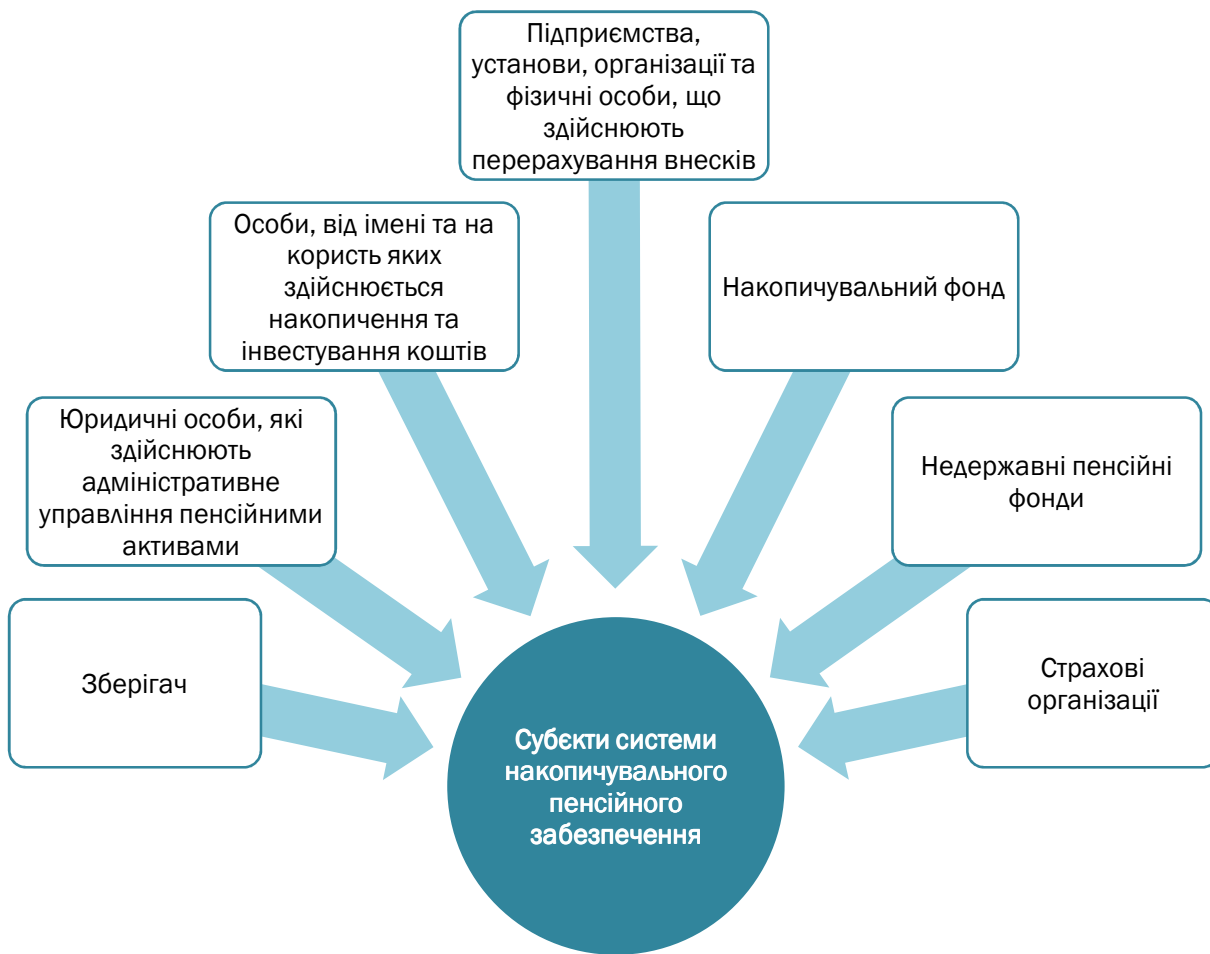 Підприємства,
установи, організації та
фізичні особи, що
здійснюють
перерахування внесків
Особи, від імені та на
користь яких
здійснюється
накопичення та
інвестування коштів
Накопичувальний фонд
Юридичні особи, які
здійснюють
адміністративне
управління пенсійними
активами
Недержавні пенсійні
фонди
Зберігач
Страхові
організації
Субєкти системи
накопичувального
пенсійного
забезпечення